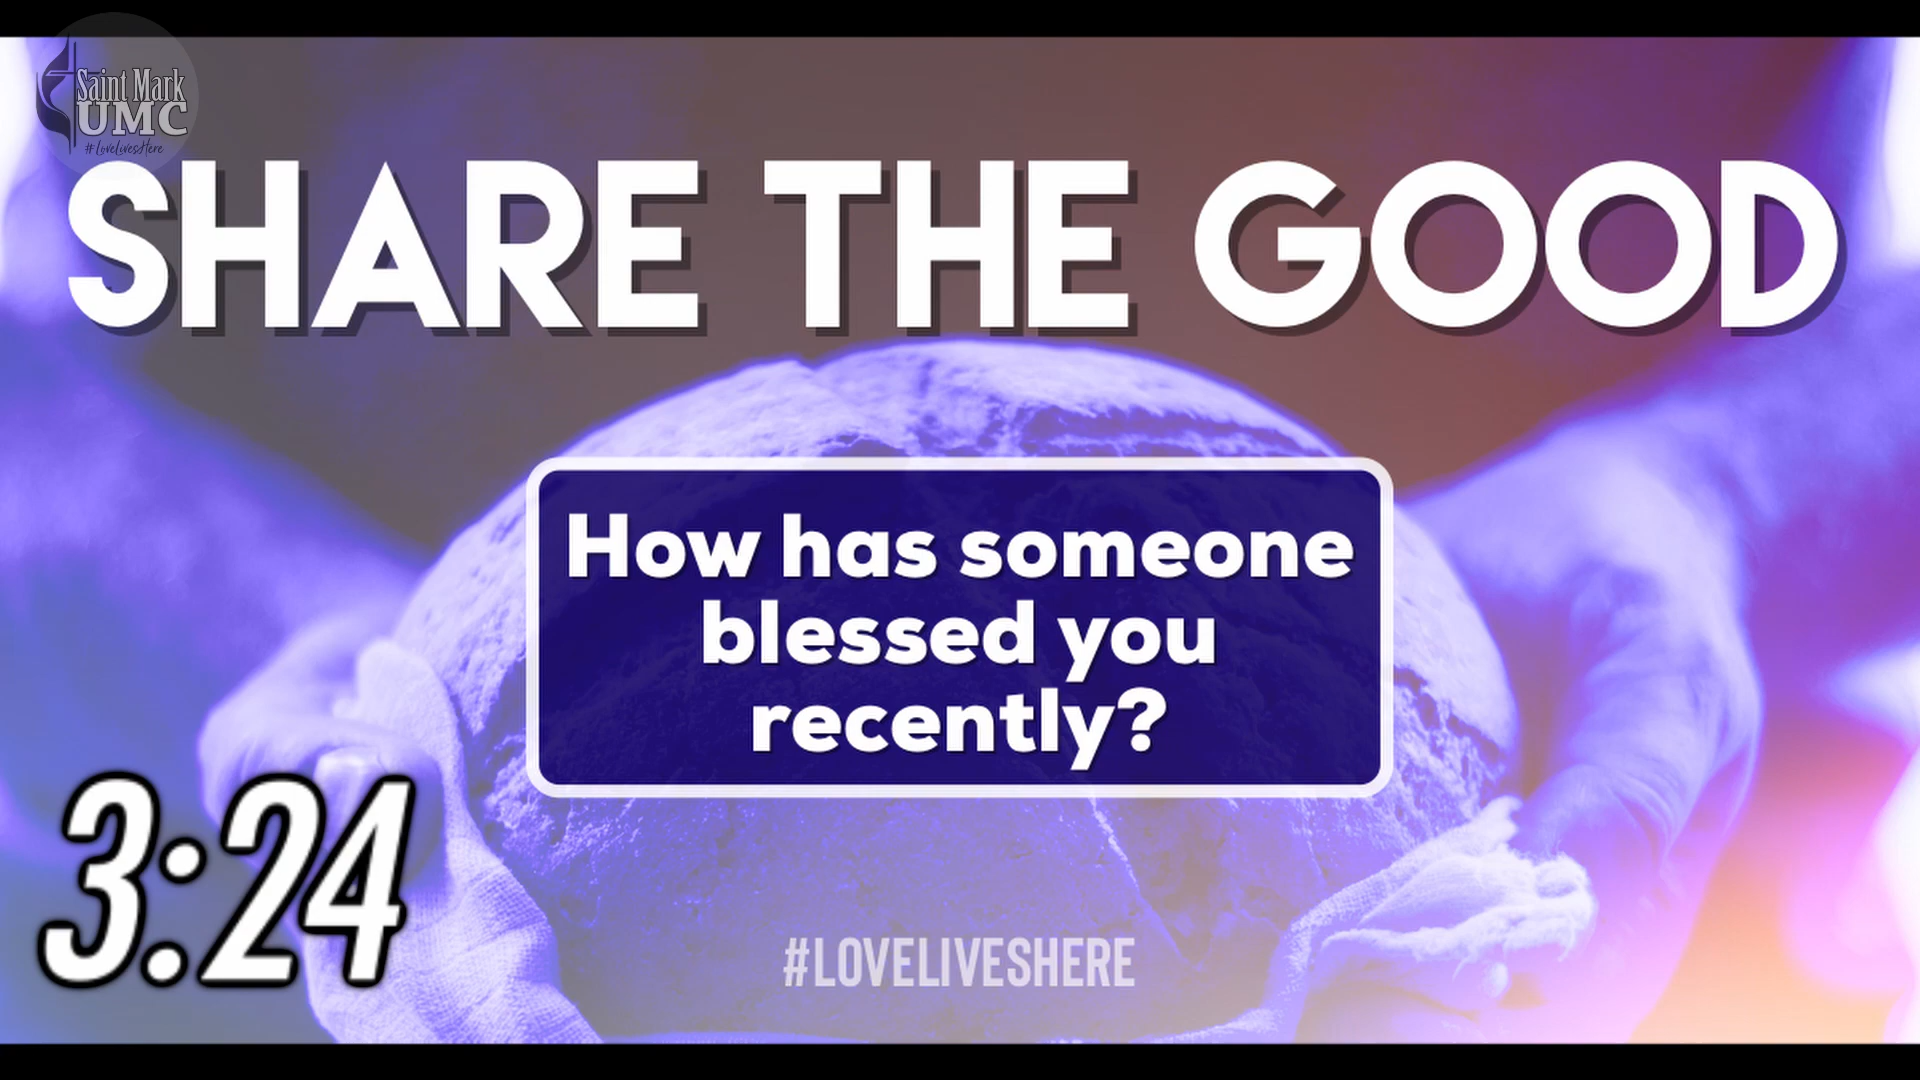 Saint Mark
UMC
#LoveLivesHere
SHARE THE GOOD
How has someone
blessed you
recently?
3:24
#LOVELIVESHERE